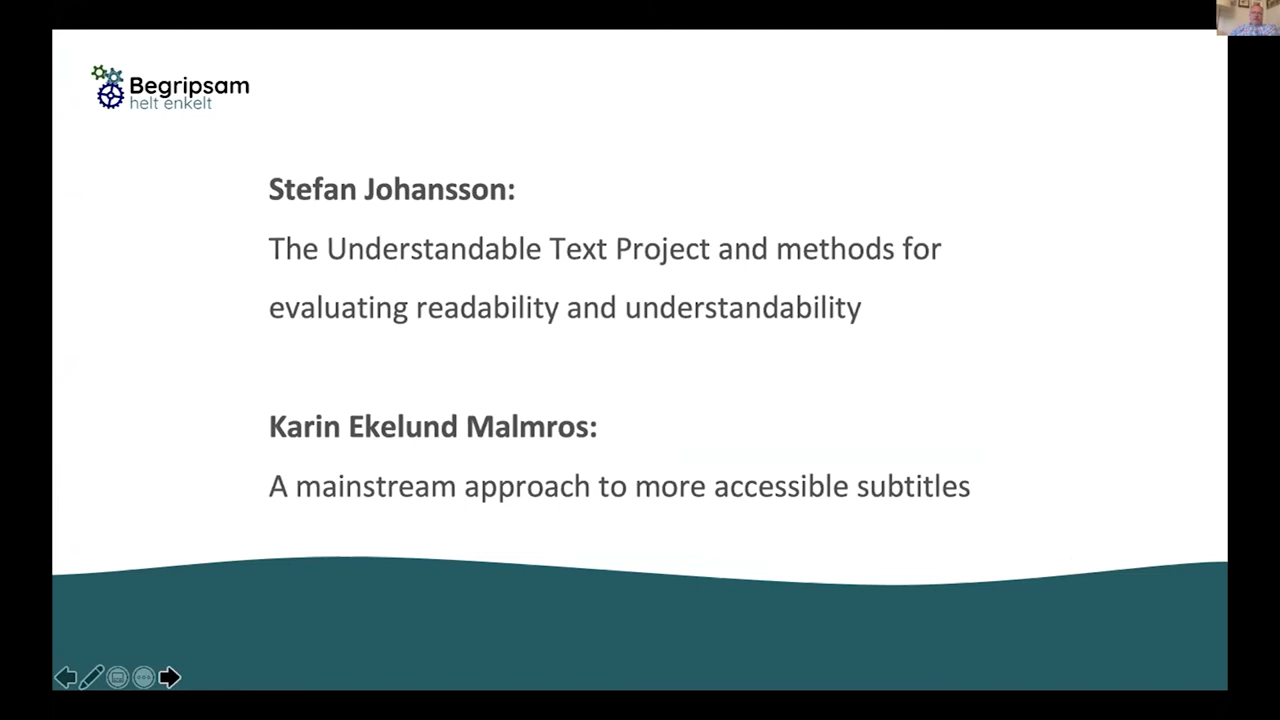 Begripsam
helt enkelt
Stefan Johansson:
The Understandable Text Project and methods for
evaluating readability and understandability
Karin Ekelund Malmros:
A mainstream approach to more accessible subtitles